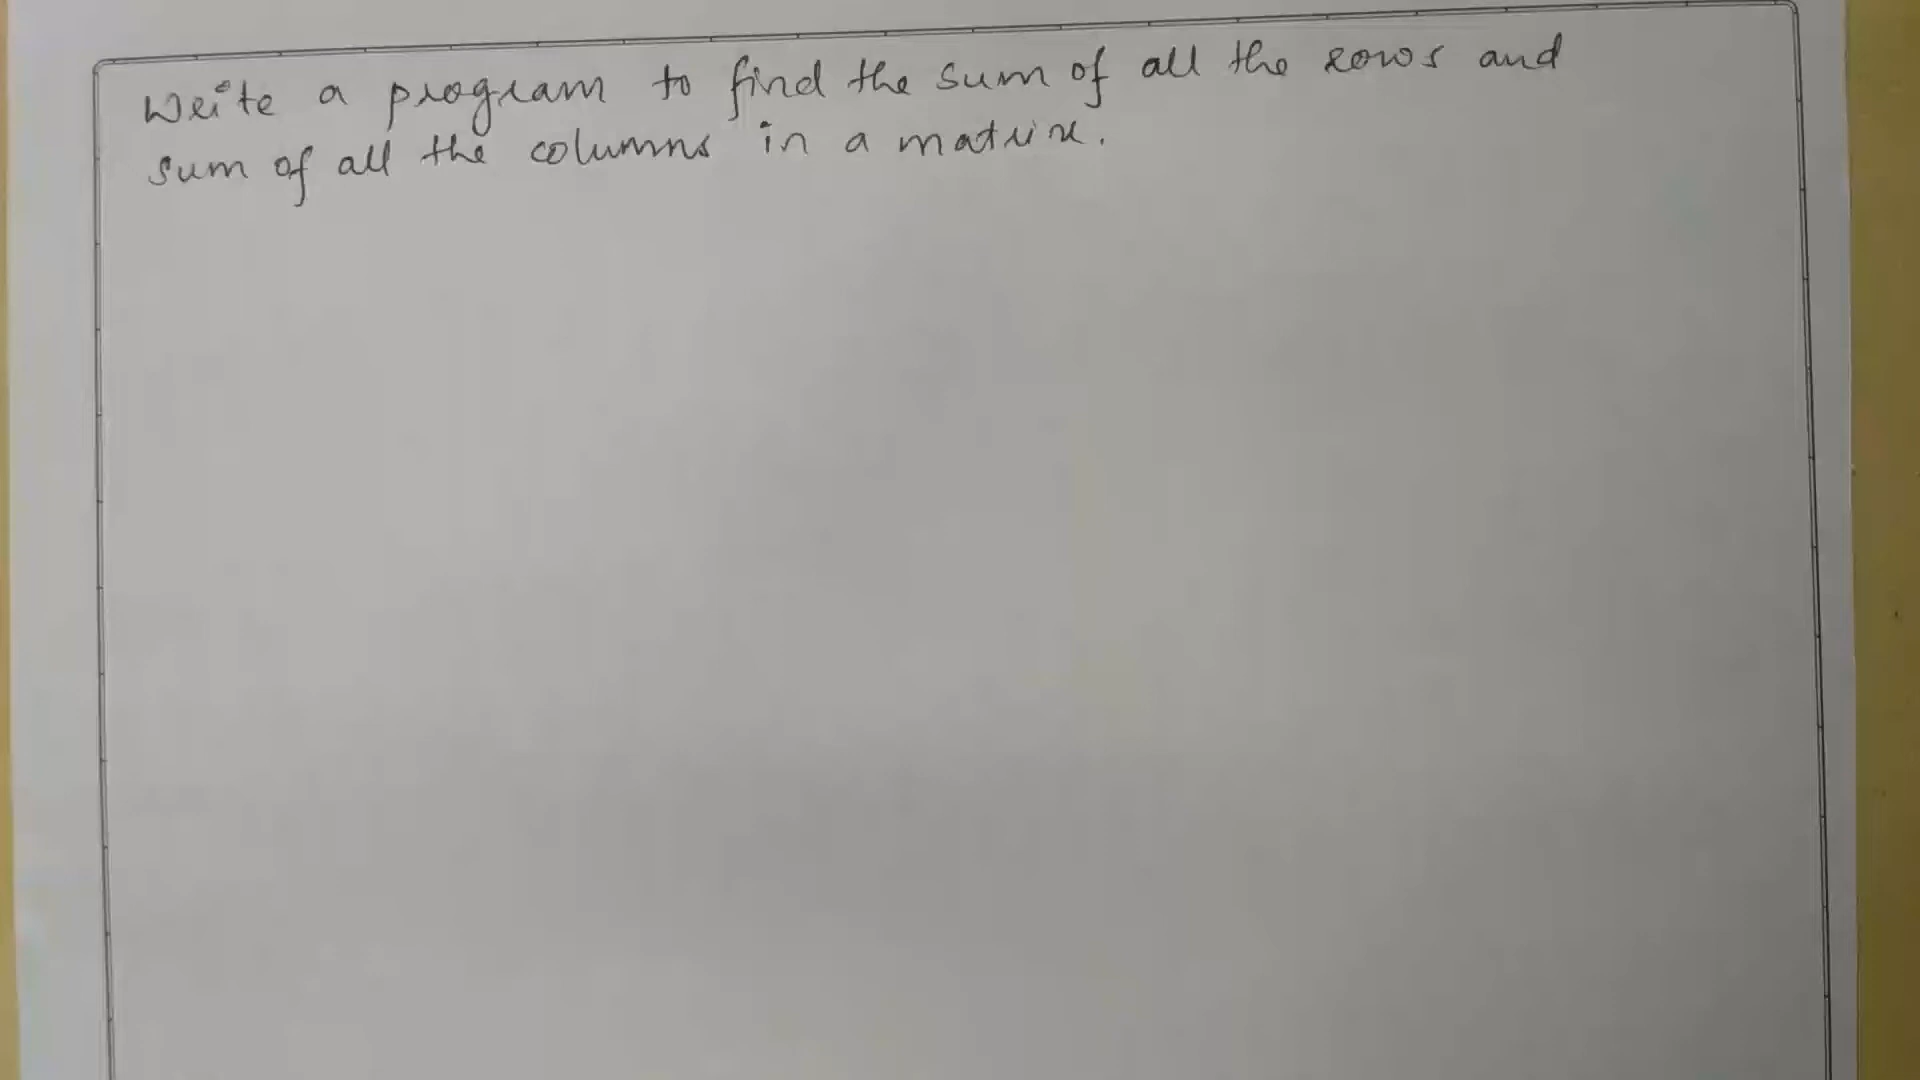 Write a program to find the sum of all the rows and
sum of all the columns in a matrix.